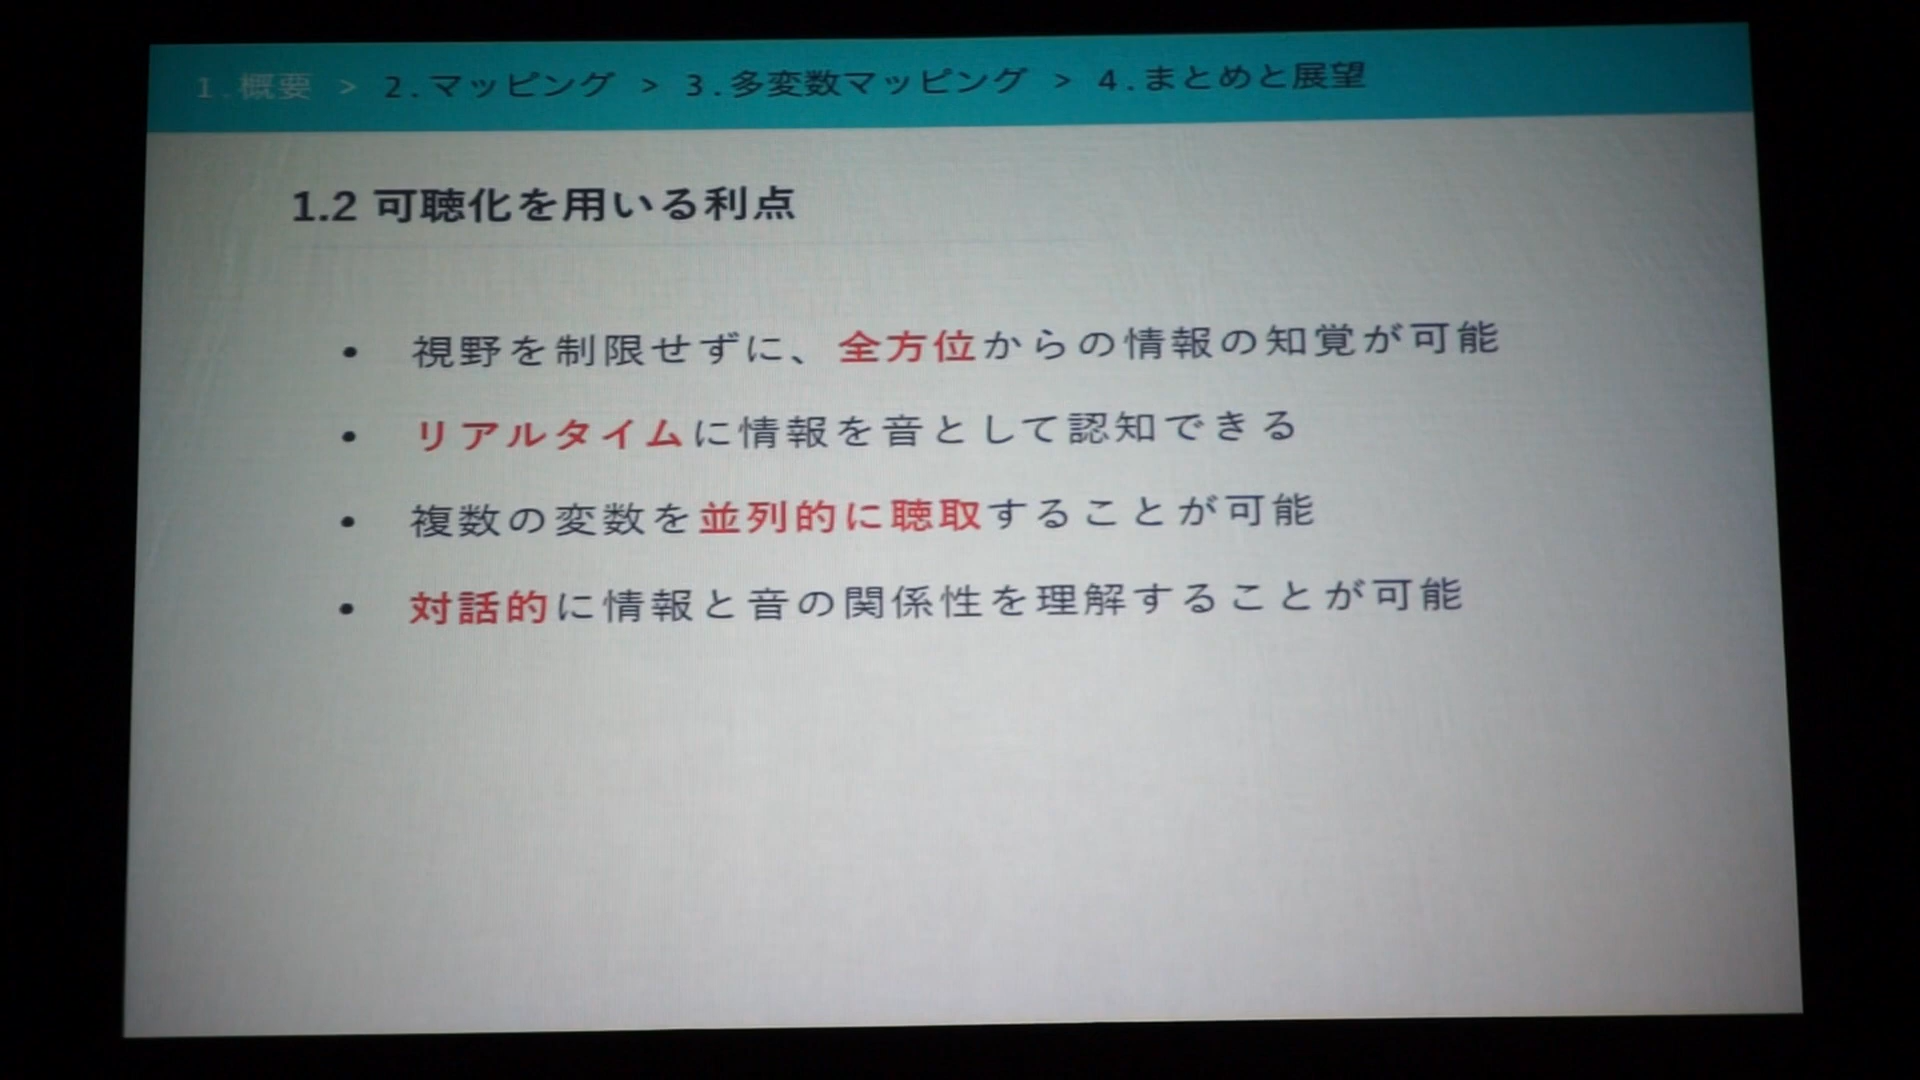 1.概要 > 2.マッピング > 3.多変数マッピング > 4.まとめと展望
1.2 可聴化を用いる利点
• 視野を制限せずに、全方位からの情報の知覚が可能
• リアルタイムに情報を音として認知できる
• 複数の変数を並列的に聴取することが可能
• 対話的に情報と音の関係性を理解することが可能